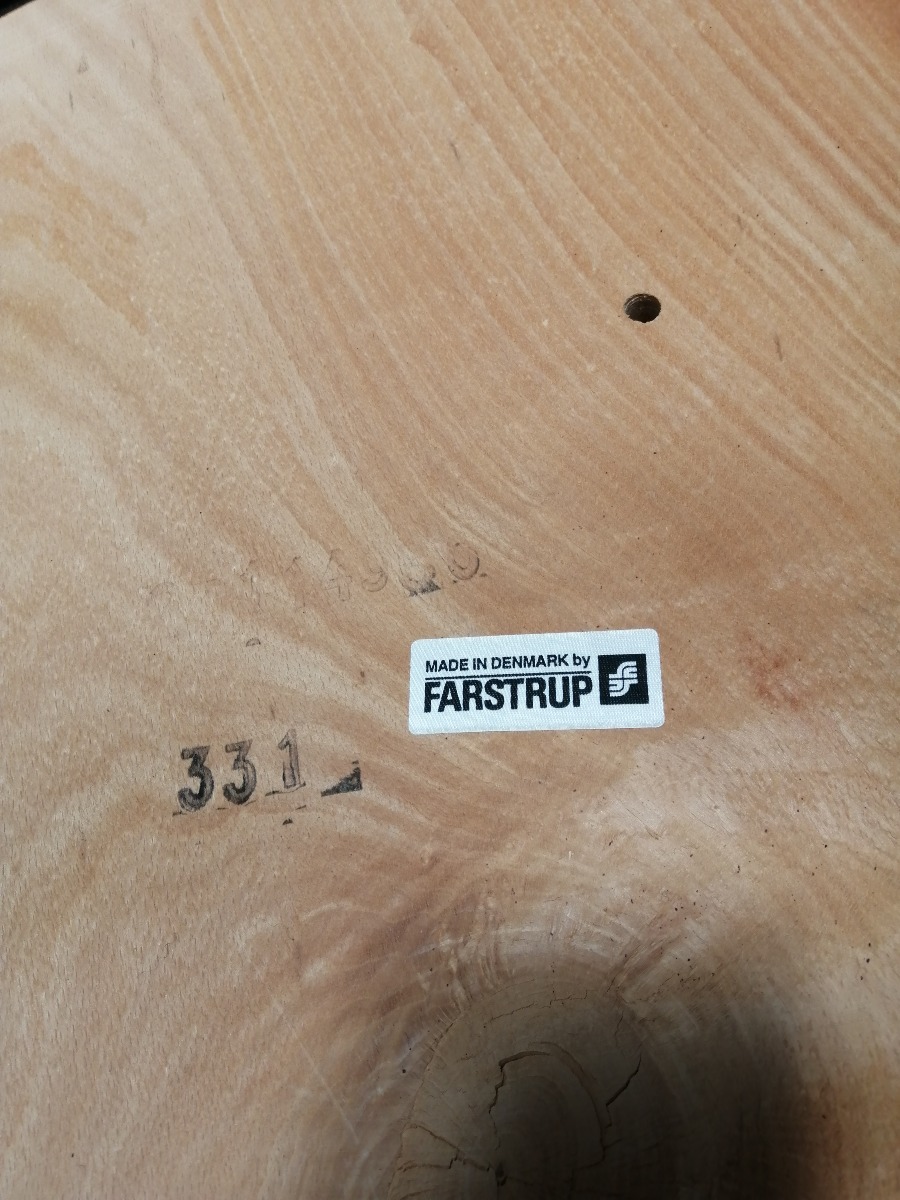 MADE IN DENMARK by
FARSTRUP
331